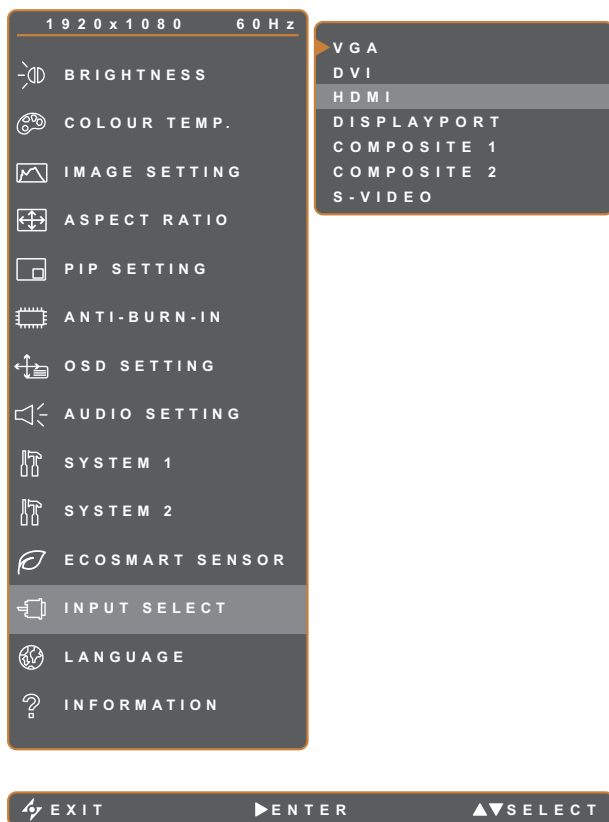 1920x1080 60Hz
BRIGHTNESS
COLOUR TEMP.
IMAGE SETTING
ASPECT RATIO
PIP SETTING
ANTI-BURN-IN
OSD SETTING
AUDIO SETTING
SYSTEM 1
SYSTEM 2
ECOSMART SENSOR
INPUT SELECT
LANGUAGE
INFORMATION
VGA
DVI
HDMI
DISPLAYPORT
COMPOSITE 1
COMPOSITE 2
S-VIDEO
EXIT ENTER SELECT